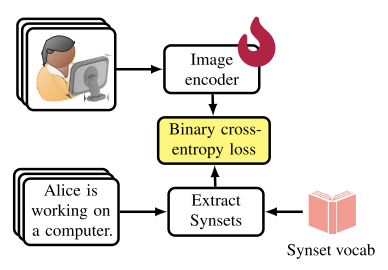 Image
encoder
Binary cross-
entropy loss
Alice is
working on
a computer.
Extract
Synsets
Synset vocab